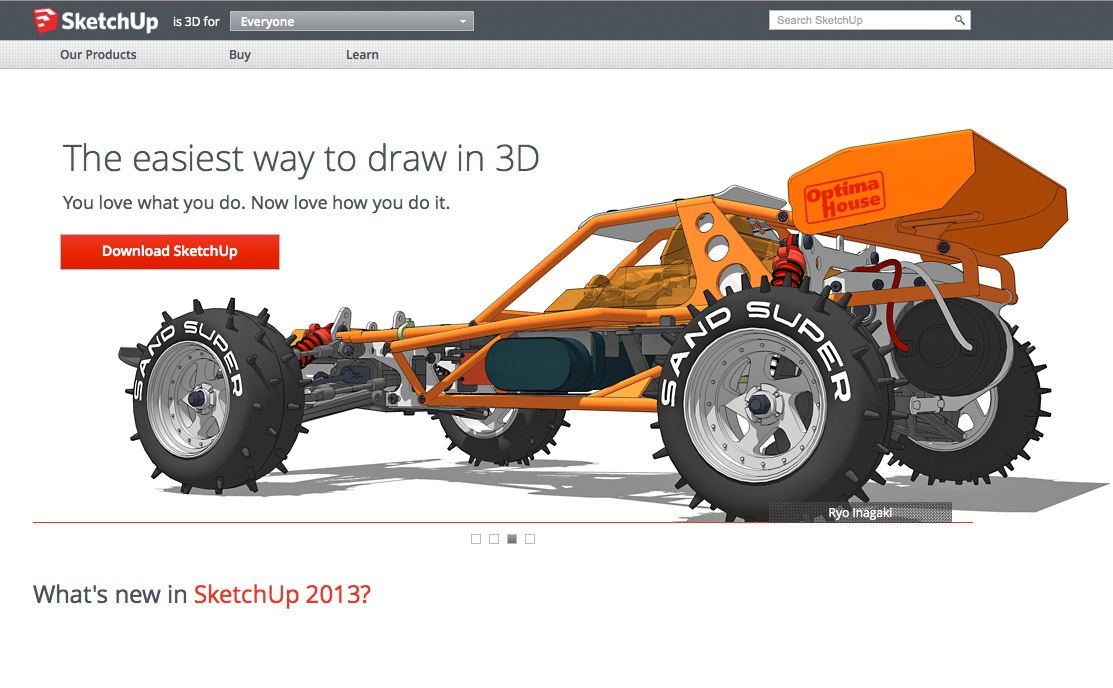 SketchUp is 3D for Everyone Search SketchUp
Our Products Buy Learn
The easiest way to draw in 3D
You love what you do. Now love how you do it.
Download SketchUp
Optima
House
SAND SUPER
SAND SUPER
Ryo Inagaki
What's new in SketchUp 2013?